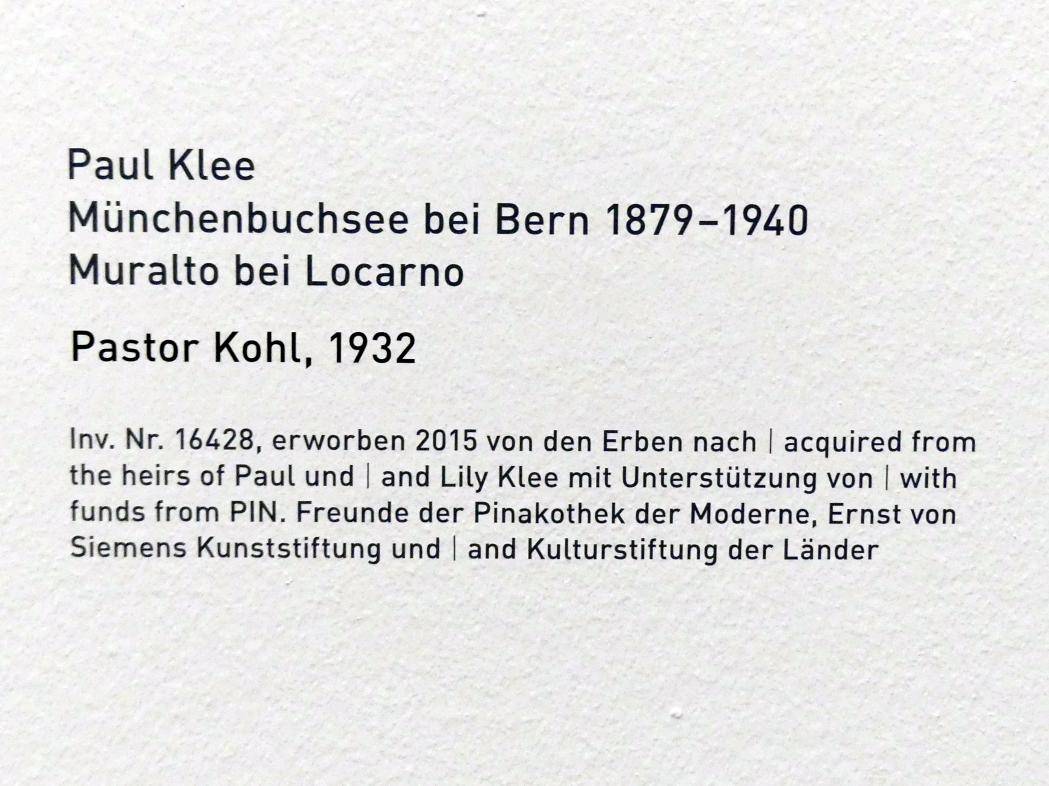 Paul Klee
Münchenbuchsee bei Bern 1879–1940
Muralto bei Locarno
Pastor Kohl, 1932
Inv. Nr. 16428, erworben 2015 von den Erben nach | acquired from
the heirs of Paul und | and Lily Klee mit Unterstützung von | with
funds from PIN. Freunde der Pinakothek der Moderne, Ernst von
Siemens Kunststiftung und | and Kulturstiftung der Länder